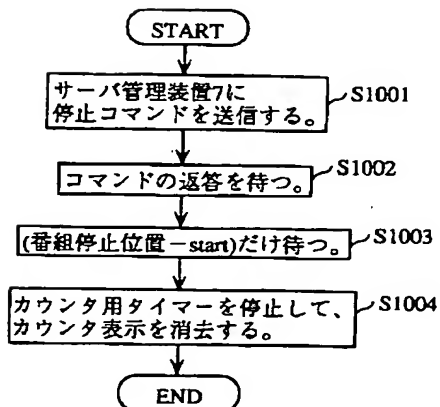 START
サーバ管理装置7に
停止コマンドを送信する。
S1001
コマンドの返答を待つ。
S1002
(番組停止位置－start)だけ待つ。
S1003
カウンタ用タイマーを停止して、
カウンタ表示を消去する。
S1004
END